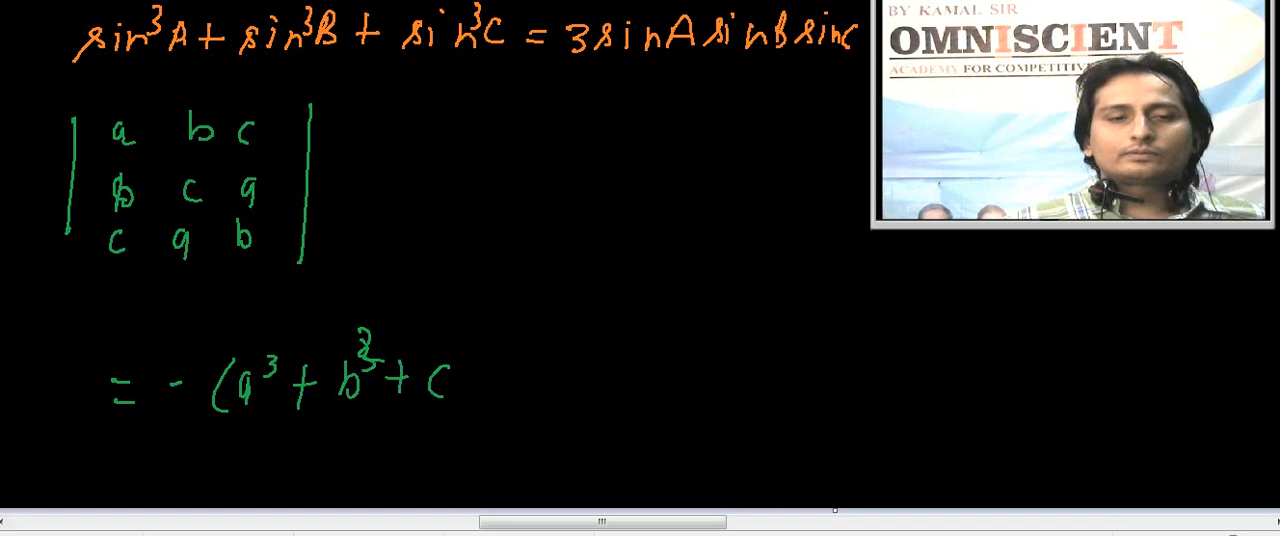 sin³A + sin³B + sin³C = 3sinA sinB sinC
BY KAMAL SIR
OMNISCIENT
ACADEMY FOR COMPETITIVE
a b c
b c a
c a b
= - (a³ + b³ + c